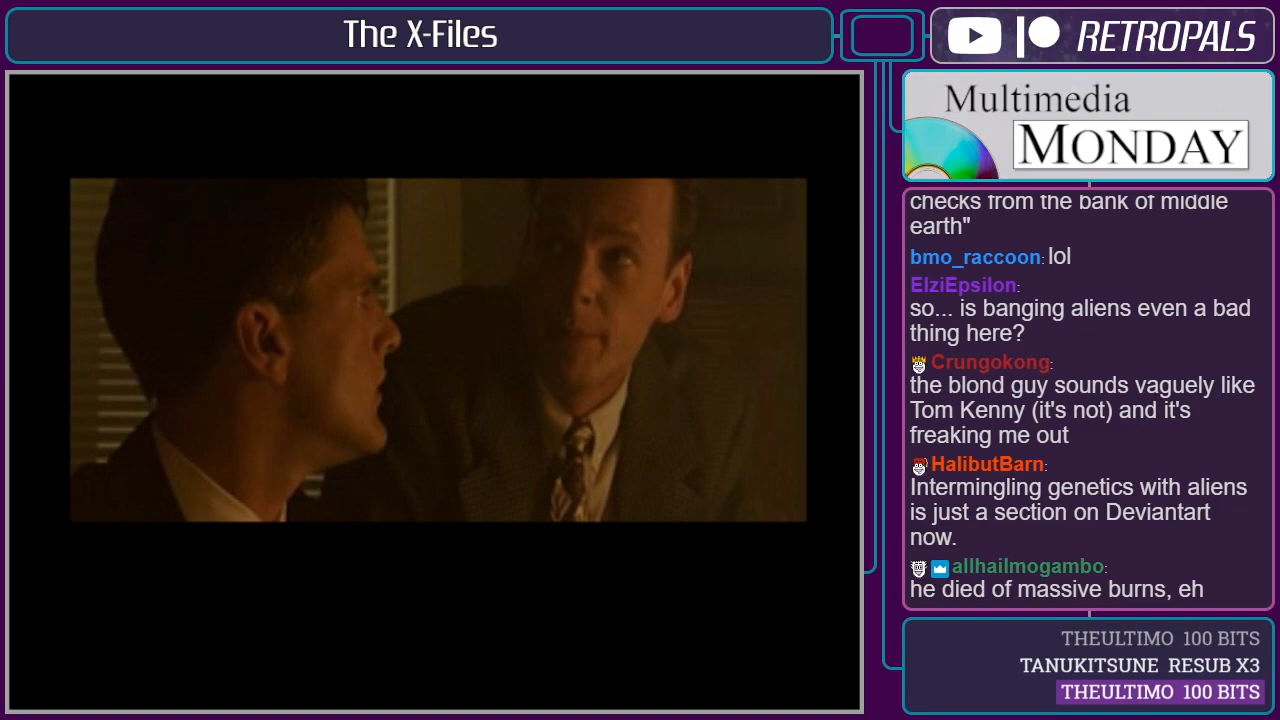 The X-Files
RETROPALS
Multimedia
MONDAY
checks from the bank of middle
earth"
bmo_raccoon: lol
ElziEpsilon:
so... is banging aliens even a bad
thing here?
Crungokong:
the blond guy sounds vaguely like
Tom Kenny (it's not) and it's
freaking me out
HalibutBarn:
Intermingling genetics with aliens
is just a section on Deviantart
now.
allhailmogambo:
he died of massive burns, eh
THEULTIMO 100 BITS
TANUKITSUNE RESUB X3
THEULTIMO 100 BITS